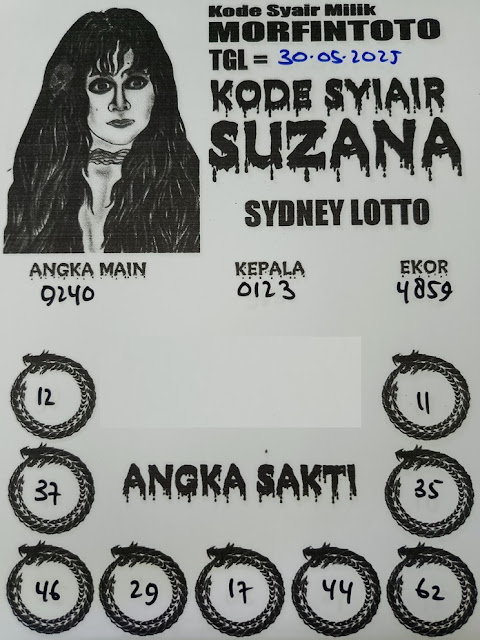 Kode Syair Milik
MORFINTOTO
TGL = 30-05-2025
KODE SYIAIR
SUZANA
SYDNEY LOTTO
ANGKA MAIN KEPALA EKOR
9240 0123 4859
12 11
37 ANGKA SAKTI 35
46 29 17 44 62